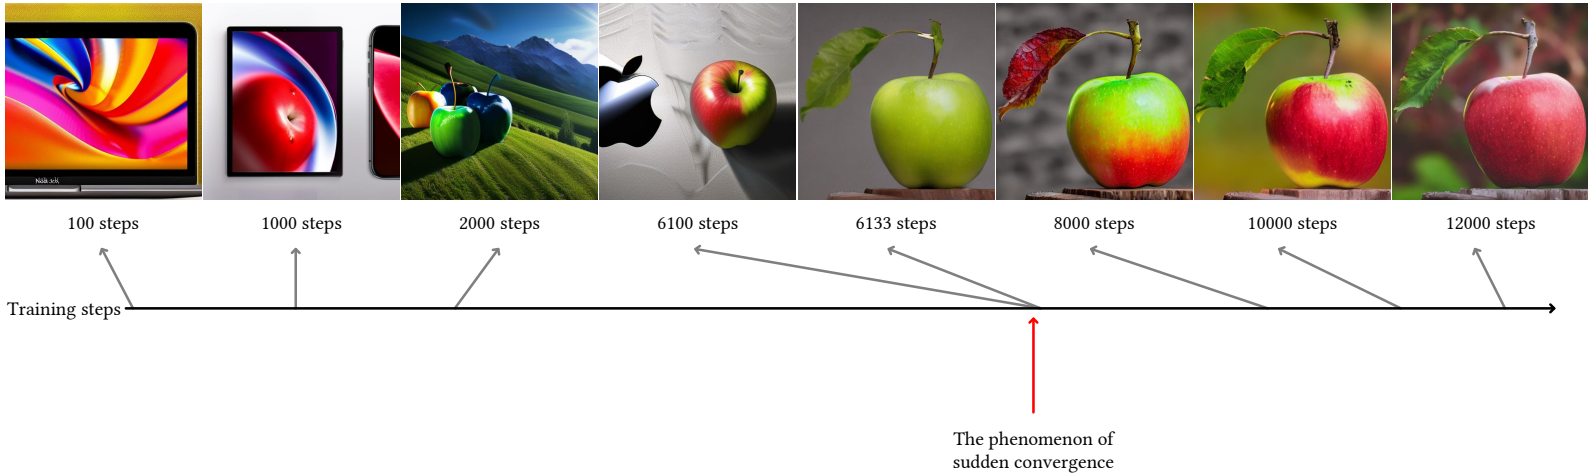 100 steps
1000 steps
2000 steps
6100 steps
6133 steps
8000 steps
10000 steps
12000 steps
Training steps
The phenomenon of
sudden convergence